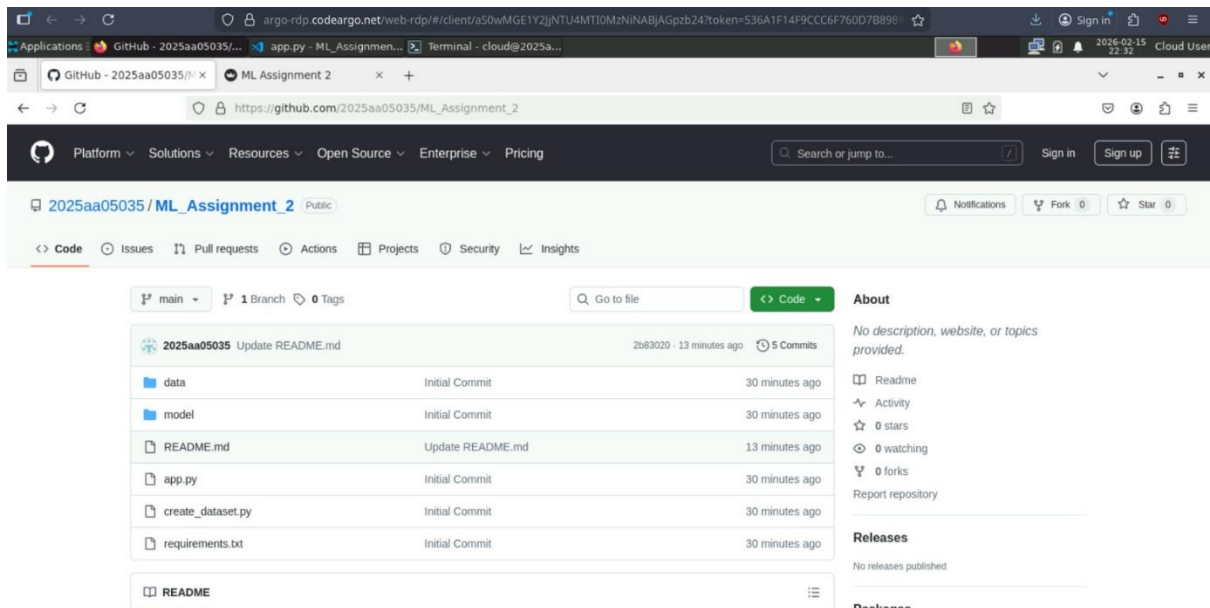 argo-rdp.codeargo.net/web-rdp/#/client/aS0wMGE1Y2JjNTU4MTI0MzNiNABjAGpzb24?token=536A1F14F9CCC6F760D7B898 Sign in
Applications GitHub - 2025aa05035/... app.py - ML_Assignmen... Terminal - cloud@2025a... 2026-02-15 22:32 Cloud User
GitHub - 2025aa05035/M ML Assignment 2
https://github.com/2025aa05035/ML_Assignment_2
Platform Solutions Resources Open Source Enterprise Pricing Search or jump to... / Sign in Sign up
2025aa05035 / ML_Assignment_2 Public Notifications Fork 0 Star 0
Code Issues Pull requests Actions Projects Security Insights
main 1 Branch 0 Tags Go to file Code About
No description, website, or topics provided.
2025aa05035 Update README.md 2b83020 · 13 minutes ago 5 Commits
data Initial Commit 30 minutes ago
model Initial Commit 30 minutes ago
README.md Update README.md 13 minutes ago
app.py Initial Commit 30 minutes ago
create_dataset.py Initial Commit 30 minutes ago
requirements.txt Initial Commit 30 minutes ago
README
Readme
Activity
0 stars
0 watching
0 forks
Report repository
Releases
No releases published
Packages